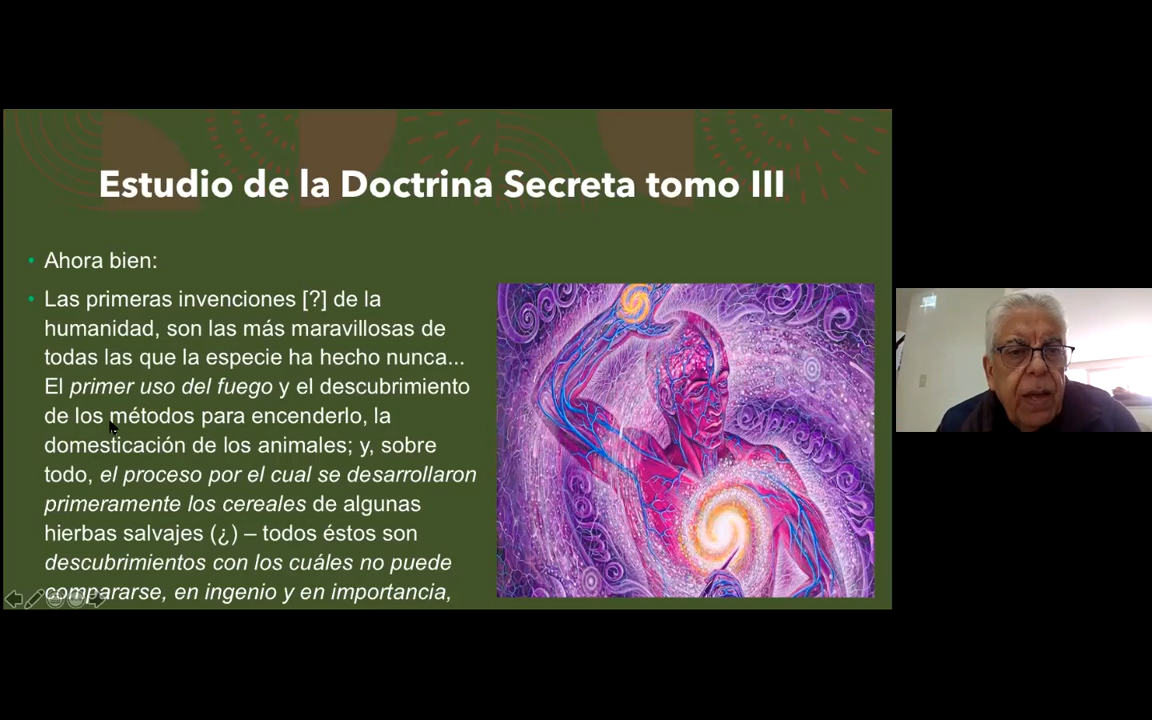 Estudio de la Doctrina Secreta tomo III
• Ahora bien:
• Las primeras invenciones [?] de la
humanidad, son las más maravillosas de
todas las que la especie ha hecho nunca...
El primer uso del fuego y el descubrimiento
de los métodos para encenderlo, la
domesticación de los animales; y, sobre
todo, el proceso por el cual se desarrollaron
primeramente los cereales de algunas
hierbas salvajes (¿) – todos éstos son
descubrimientos con los cuáles no puede
compararse, en ingenio y en importancia,